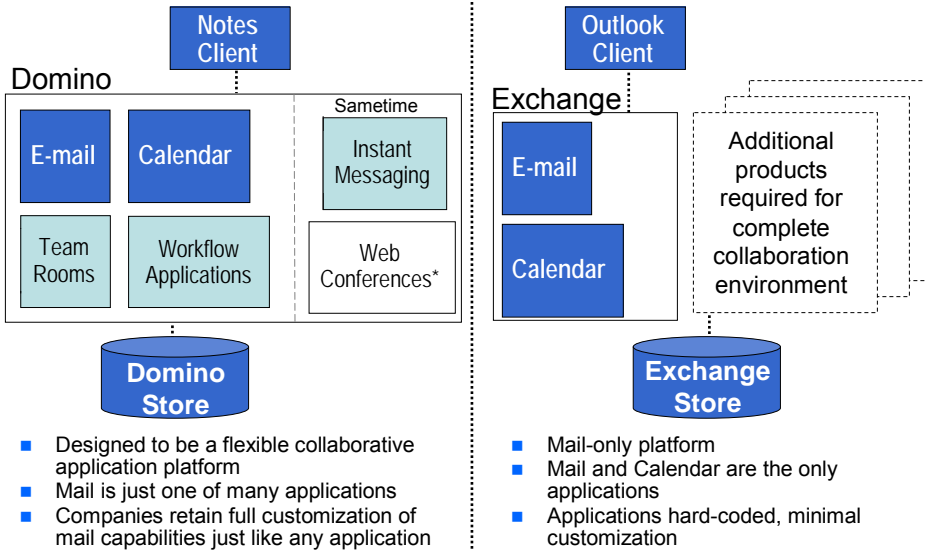 Notes
Client
Domino
Sametime
E-mail
Calendar
Instant
Messaging
Team
Rooms
Workflow
Applications
Web
Conferences*
Domino
Store
■ Designed to be a flexible collaborative
application platform
■ Mail is just one of many applications
■ Companies retain full customization of
mail capabilities just like any application
Outlook
Client
Exchange
E-mail
Calendar
Additional
products
required for
complete
collaboration
environment
Exchange
Store
■ Mail-only platform
■ Mail and Calendar are the only
applications
■ Applications hard-coded, minimal
customization